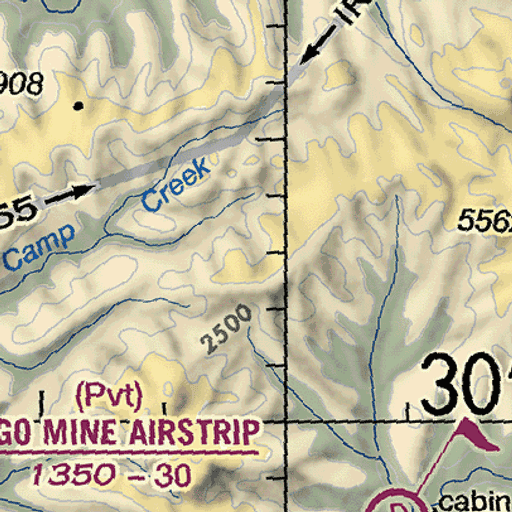 IR
908
55
Creek
Camp
556
2500
30
(Pvt)
GO MINE AIRSTRIP
1350 - 30
cabin